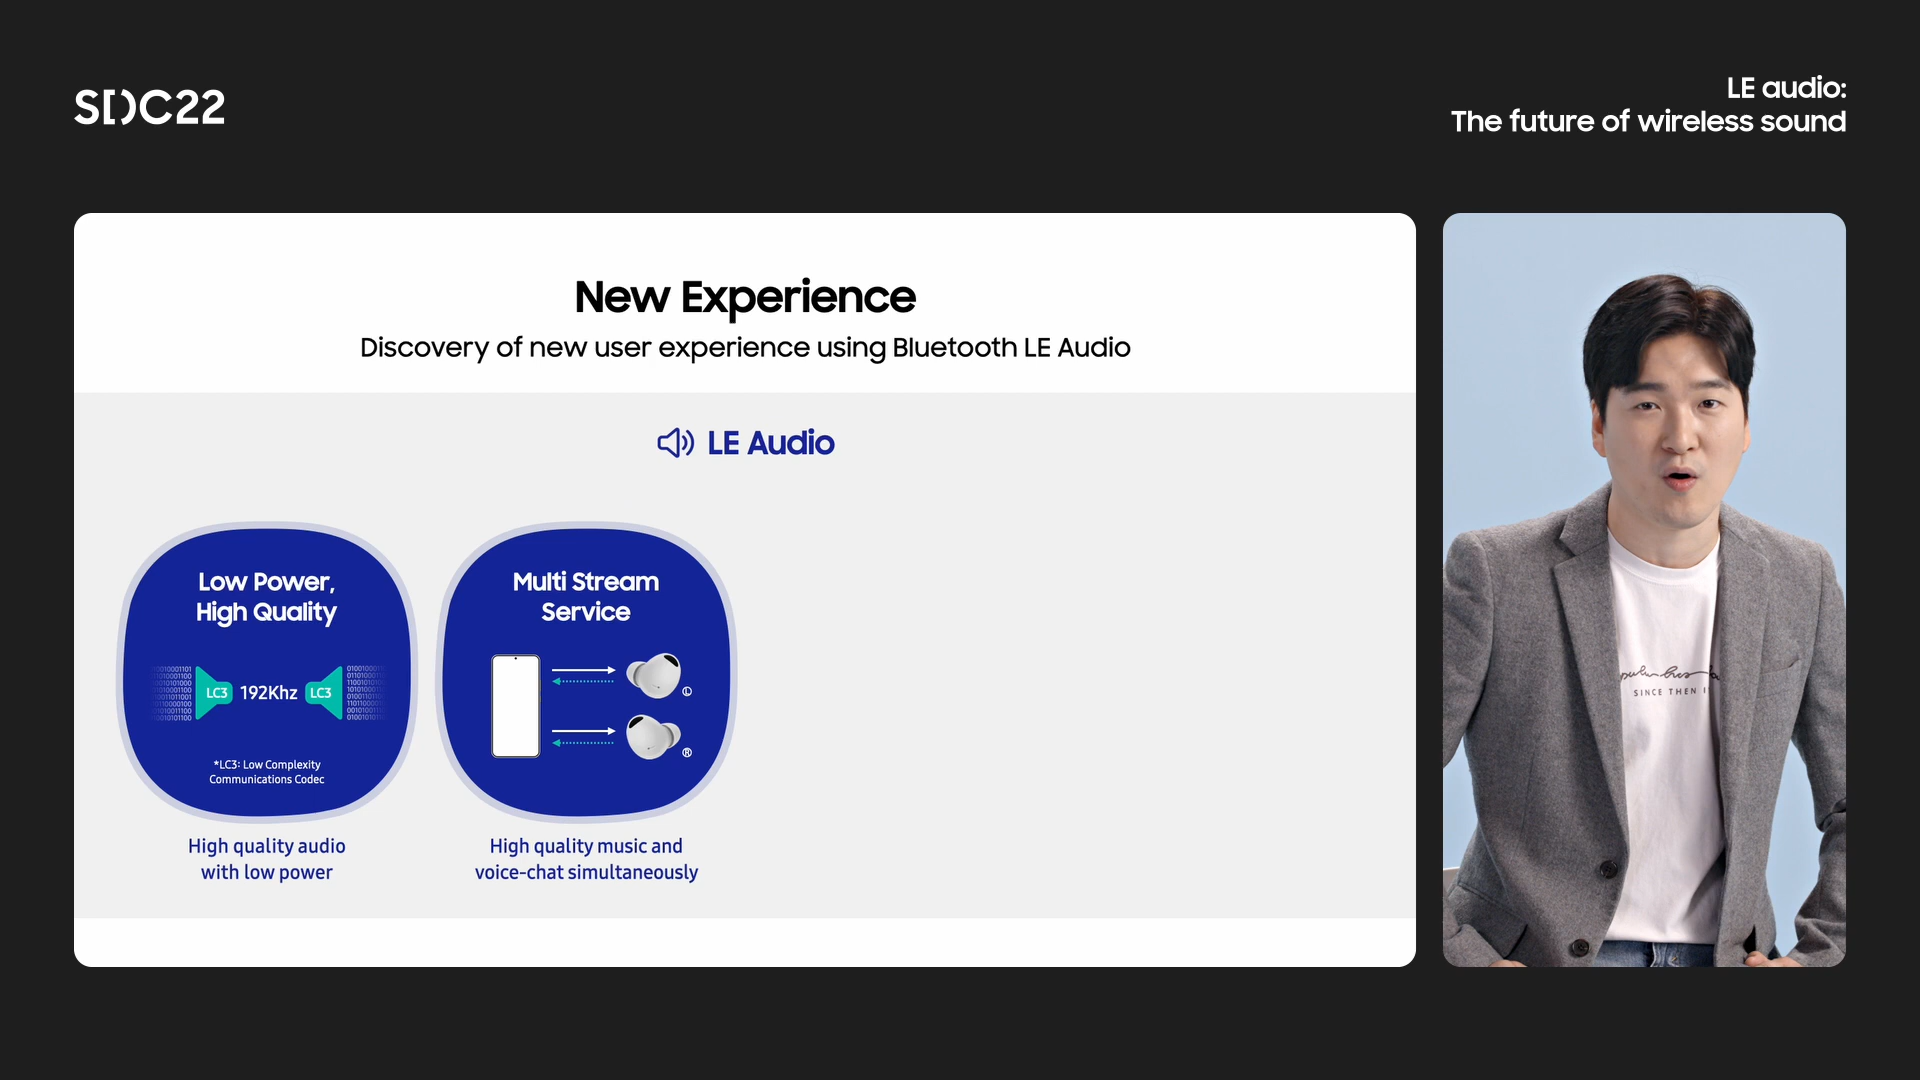 SDC22
LE audio:
The future of wireless sound
New Experience
Discovery of new user experience using Bluetooth LE Audio
LE Audio
Low Power,
High Quality
LC3 192Khz LC3
*LC3: Low Complexity
Communications Codec
High quality audio
with low power
Multi Stream
Service
L
R
High quality music and
voice-chat simultaneously
SINCE THEN